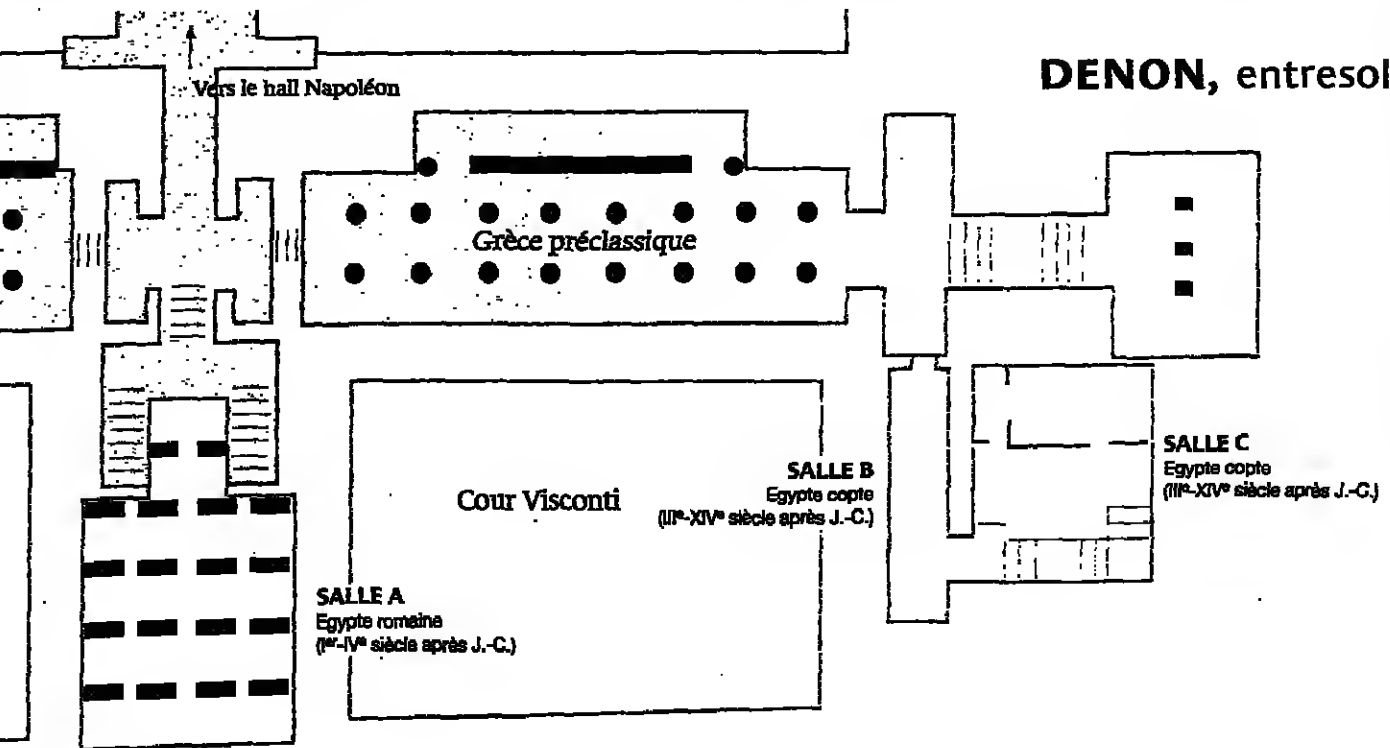 DENON, entresol
Vers le hall Napoléon
Grèce préclassique
Cour Visconti
SALLE A
Egypte romaine
(Iᵉʳ-IVᵉ siècle après J.-C.)
SALLE B
Egypte copte
(IIIᵉ-XIVᵉ siècle après J.-C.)
SALLE C
Egypte copte
(IIIᵉ-XIVᵉ siècle après J.-C.)